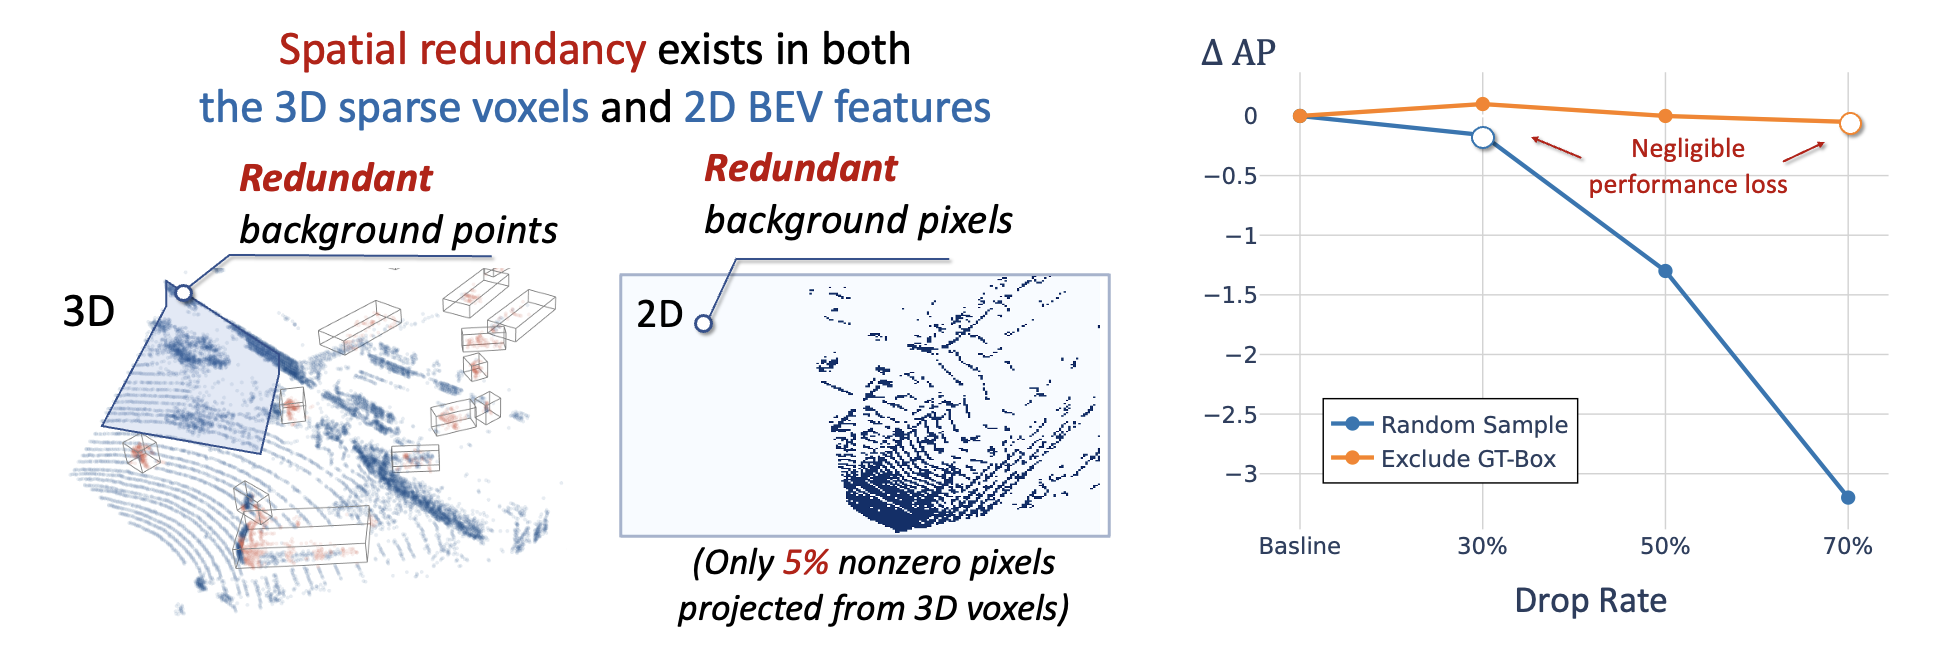 Spatial redundancy exists in both
the 3D sparse voxels and 2D BEV features
Redundant
background points
3D
Redundant
background pixels
2D
(Only 5% nonzero pixels
projected from 3D voxels)
Δ AP
0
−0.5
−1
−1.5
−2
−2.5
−3
Negligible
performance loss
Random Sample
Exclude GT-Box
Basline
30%
50%
70%
Drop Rate